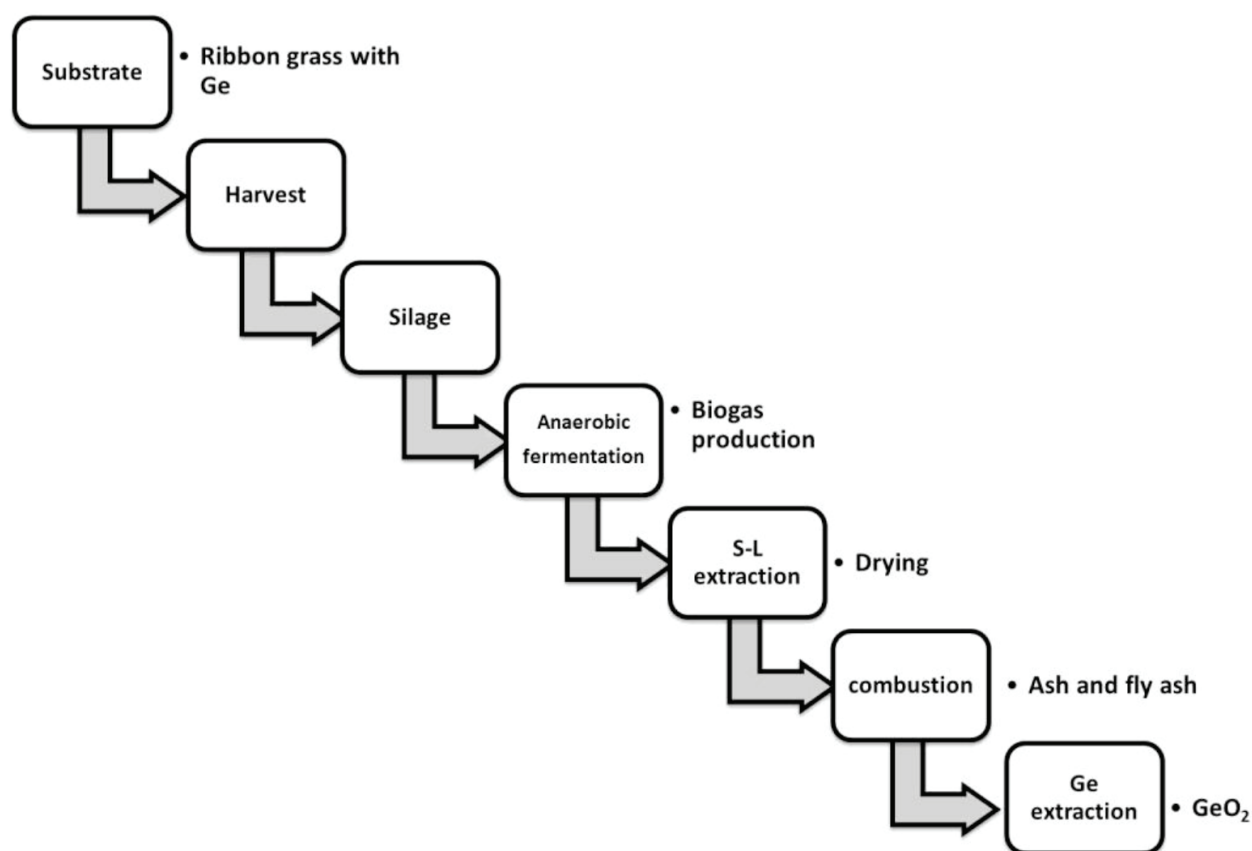 Substrate
• Ribbon grass with
Ge
Harvest
Silage
Anaerobic
fermentation
• Biogas
production
S-L
extraction
• Drying
combustion
• Ash and fly ash
Ge
extraction
• GeO₂